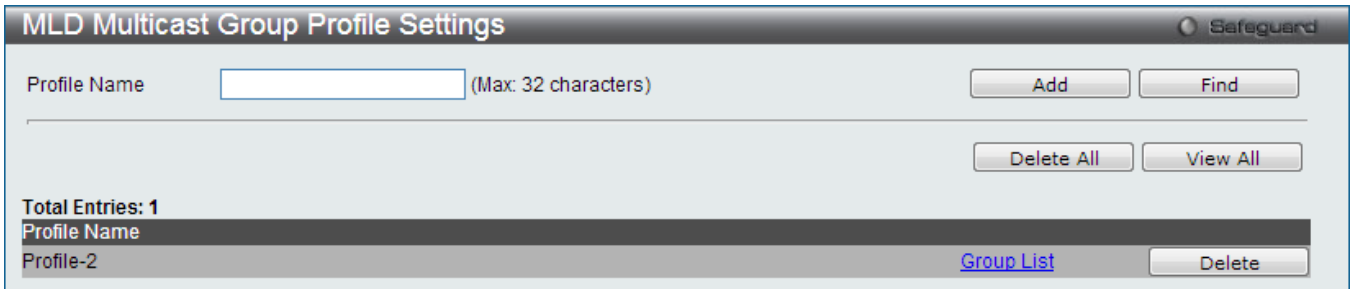 MLD Multicast Group Profile Settings Safeguard
Profile Name (Max: 32 characters) Add Find
Delete All View All
Total Entries: 1
Profile Name
Profile-2 Group List Delete